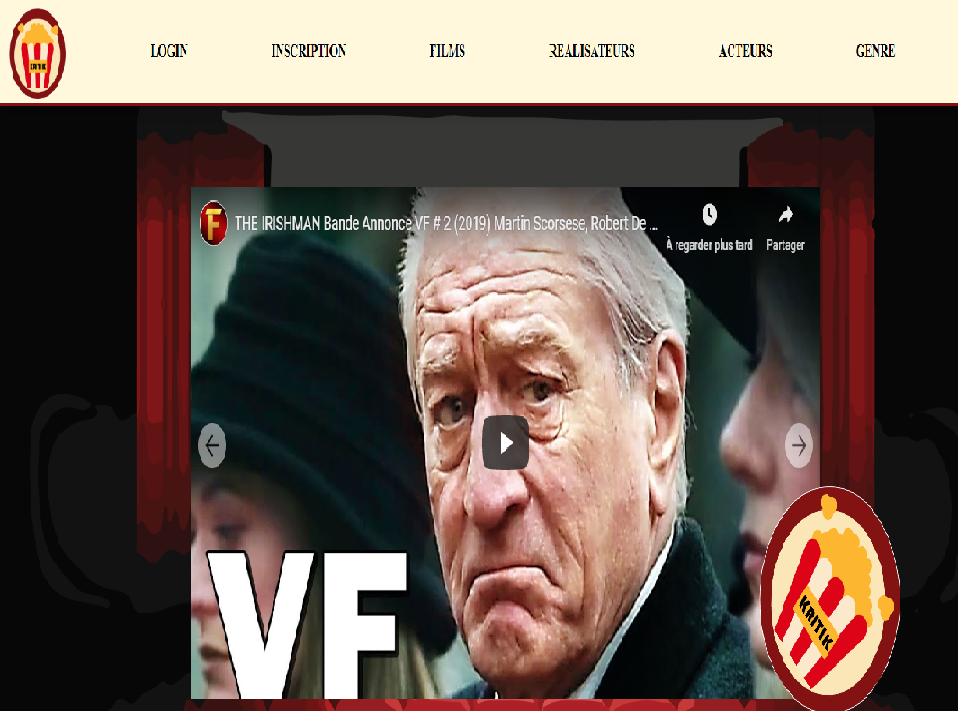 KRITIK
LOGIN INSCRIPTION FILMS REALISATEURS ACTEURS GENRE
F THE IRISHMAN Bande Annonce VF # 2 (2019) Martin Scorsese, Robert De ...
À regarder plus tard Partager
VF
KRITIK